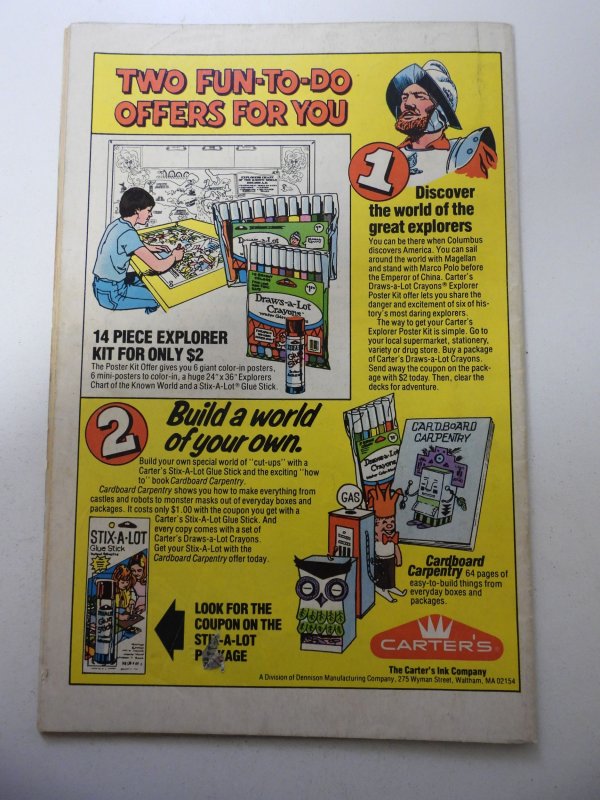 TWO FUN-TO-DO
OFFERS FOR YOU
1
Discover
the world of the
great explorers
You can be there when Columbus
discovers America. You can sail
around the world with Magellan
and stand with Marco Polo before
the Emperor of China. Carter's
Draws-a-Lot Crayons® Explorer
Poster Kit offer lets you share the
danger and excitement of six of his-
tory's most daring explorers.
The way to get your Carter's
Explorer Poster Kit is simple. Go to
your local supermarket, stationery,
variety or drug store. Buy a package
of Carter's Draws-a-Lot Crayons.
Send away the coupon on the pack-
age with $2 today. Then, clear the
decks for adventure.
Draws-a-Lot
Crayons
14 PIECE EXPLORER
KIT FOR ONLY $2
The Poster Kit Offer gives you 6 giant color-in posters,
6 mini-posters to color-in, a huge 24" x 36" Explorers
Chart of the Known World and a Stix-A-Lot® Glue Stick.
2
Build a world
of your own.
Build your own special world of "cut-ups" with a
Carter's Stix-A-Lot Glue Stick and the exciting "how
to" book Cardboard Carpentry.
Cardboard Carpentry shows you how to make everything from
castles and robots to monster masks out of everyday boxes and
packages. It costs only $1.00 with the coupon you get with a
Carter's Stix-A-Lot Glue Stick. And
every copy comes with a set of
Carter's Draws-a-Lot Crayons.
Get your Stix-A-Lot with the
Cardboard Carpentry offer today.
STIX-A-LOT
Glue Stick
LOOK FOR THE
COUPON ON THE
STIX-A-LOT
GAS
Draws-a-Lot
Crayons
CARDBOARD
CARPENTRY
Cardboard
Carpentry 64 pages of
easy-to-build things from
everyday boxes and
packages.
CARTER'S
The Carter's Ink Company
A Division of Dennison Manufacturing Company, 275 Wyman Street, Waltham, MA 02154